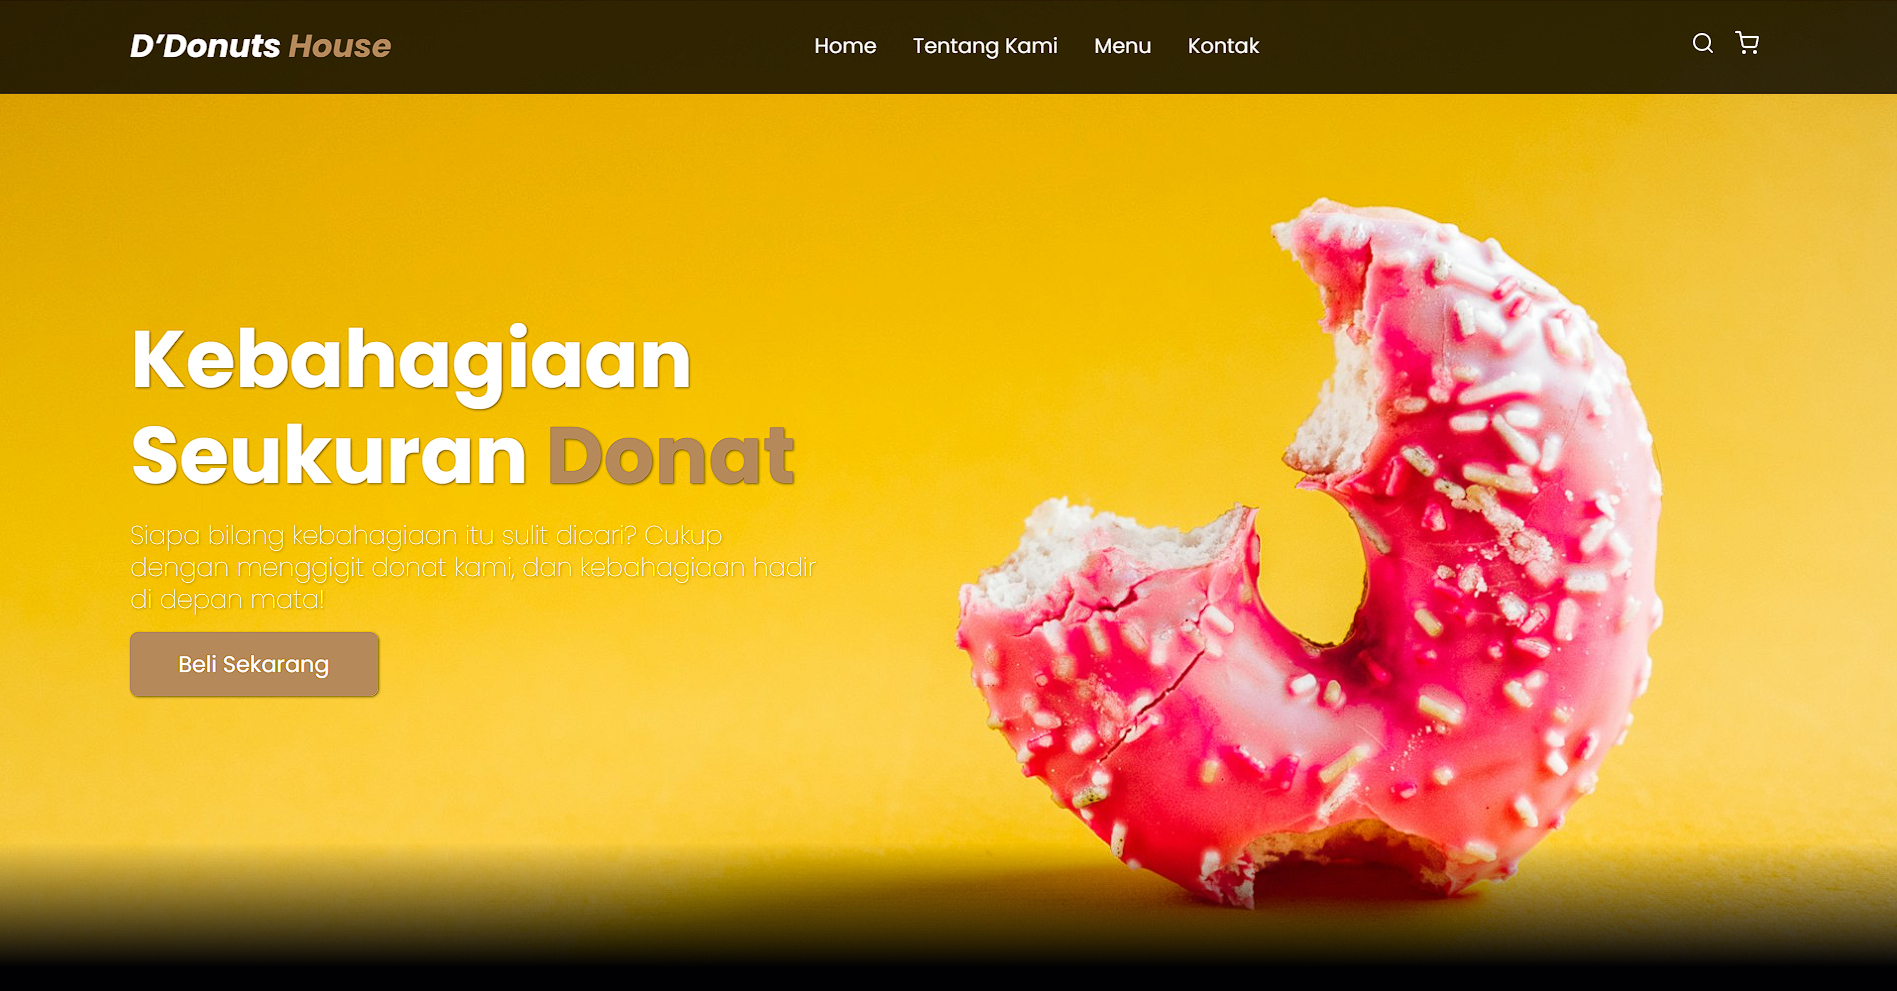 D’Donuts House
Home
Tentang Kami
Menu
Kontak
Kebahagiaan
Seukuran Donat
Siapa bilang kebahagiaan itu sulit dicari? Cukup
dengan menggigit donat kami, dan kebahagiaan hadir
di depan mata!
Beli Sekarang